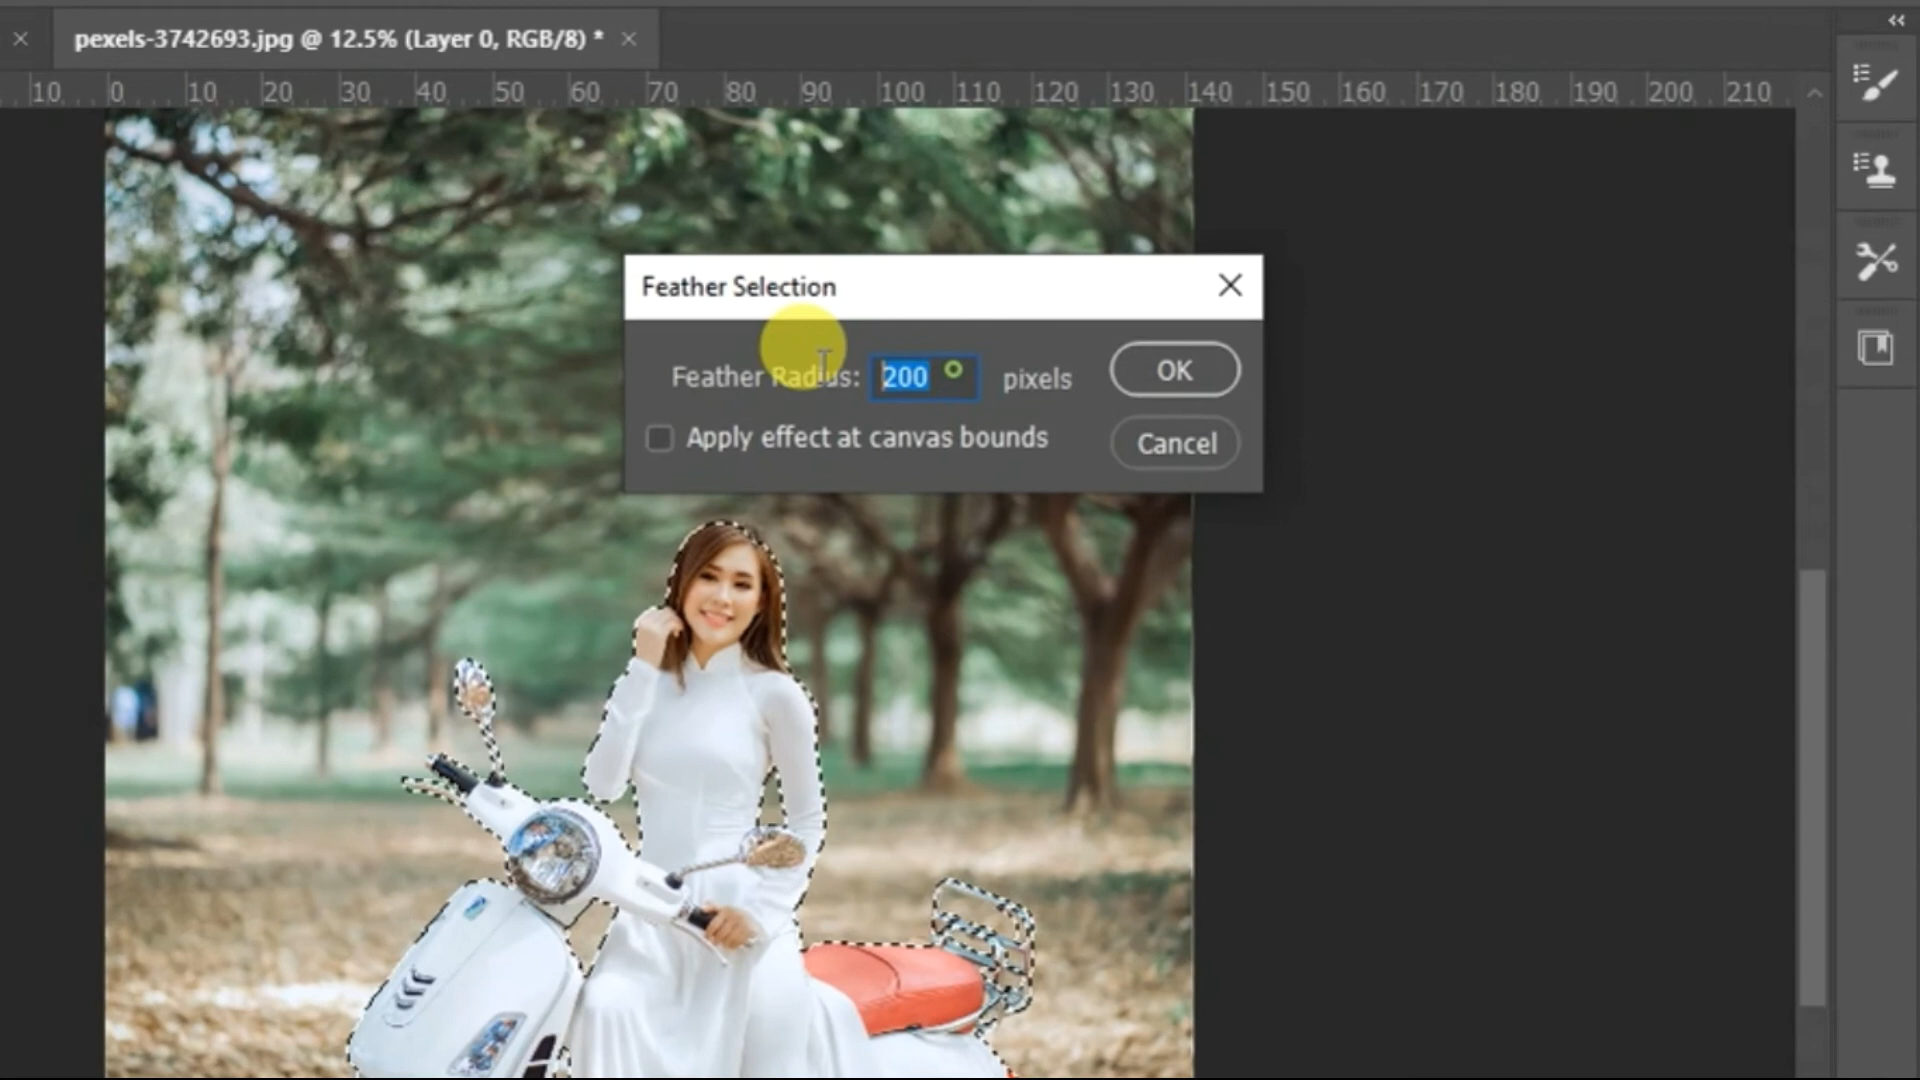 pexels-3742693.jpg @ 12.5% (Layer 0, RGB/8) *
10 0 10 20 30 40 50 60 70 80 90 100 110 120 130 140 150 160 170 180 190 200 210
Feather Selection
Feather Radius: 200 pixels
OK
Apply effect at canvas bounds
Cancel